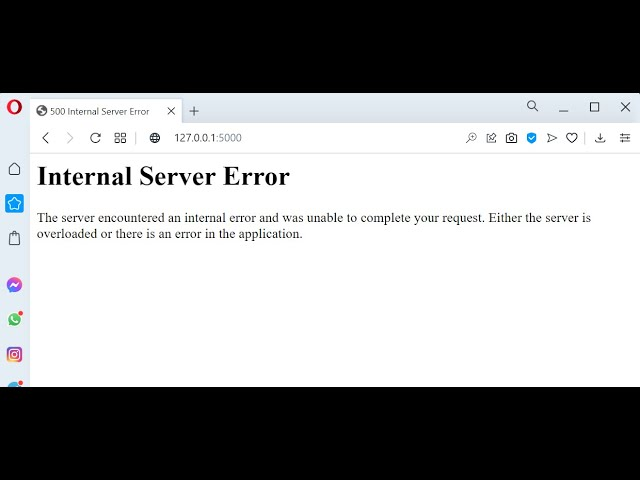 500 Internal Server Error
127.0.0.1:5000
Internal Server Error
The server encountered an internal error and was unable to complete your request. Either the server is
overloaded or there is an error in the application.